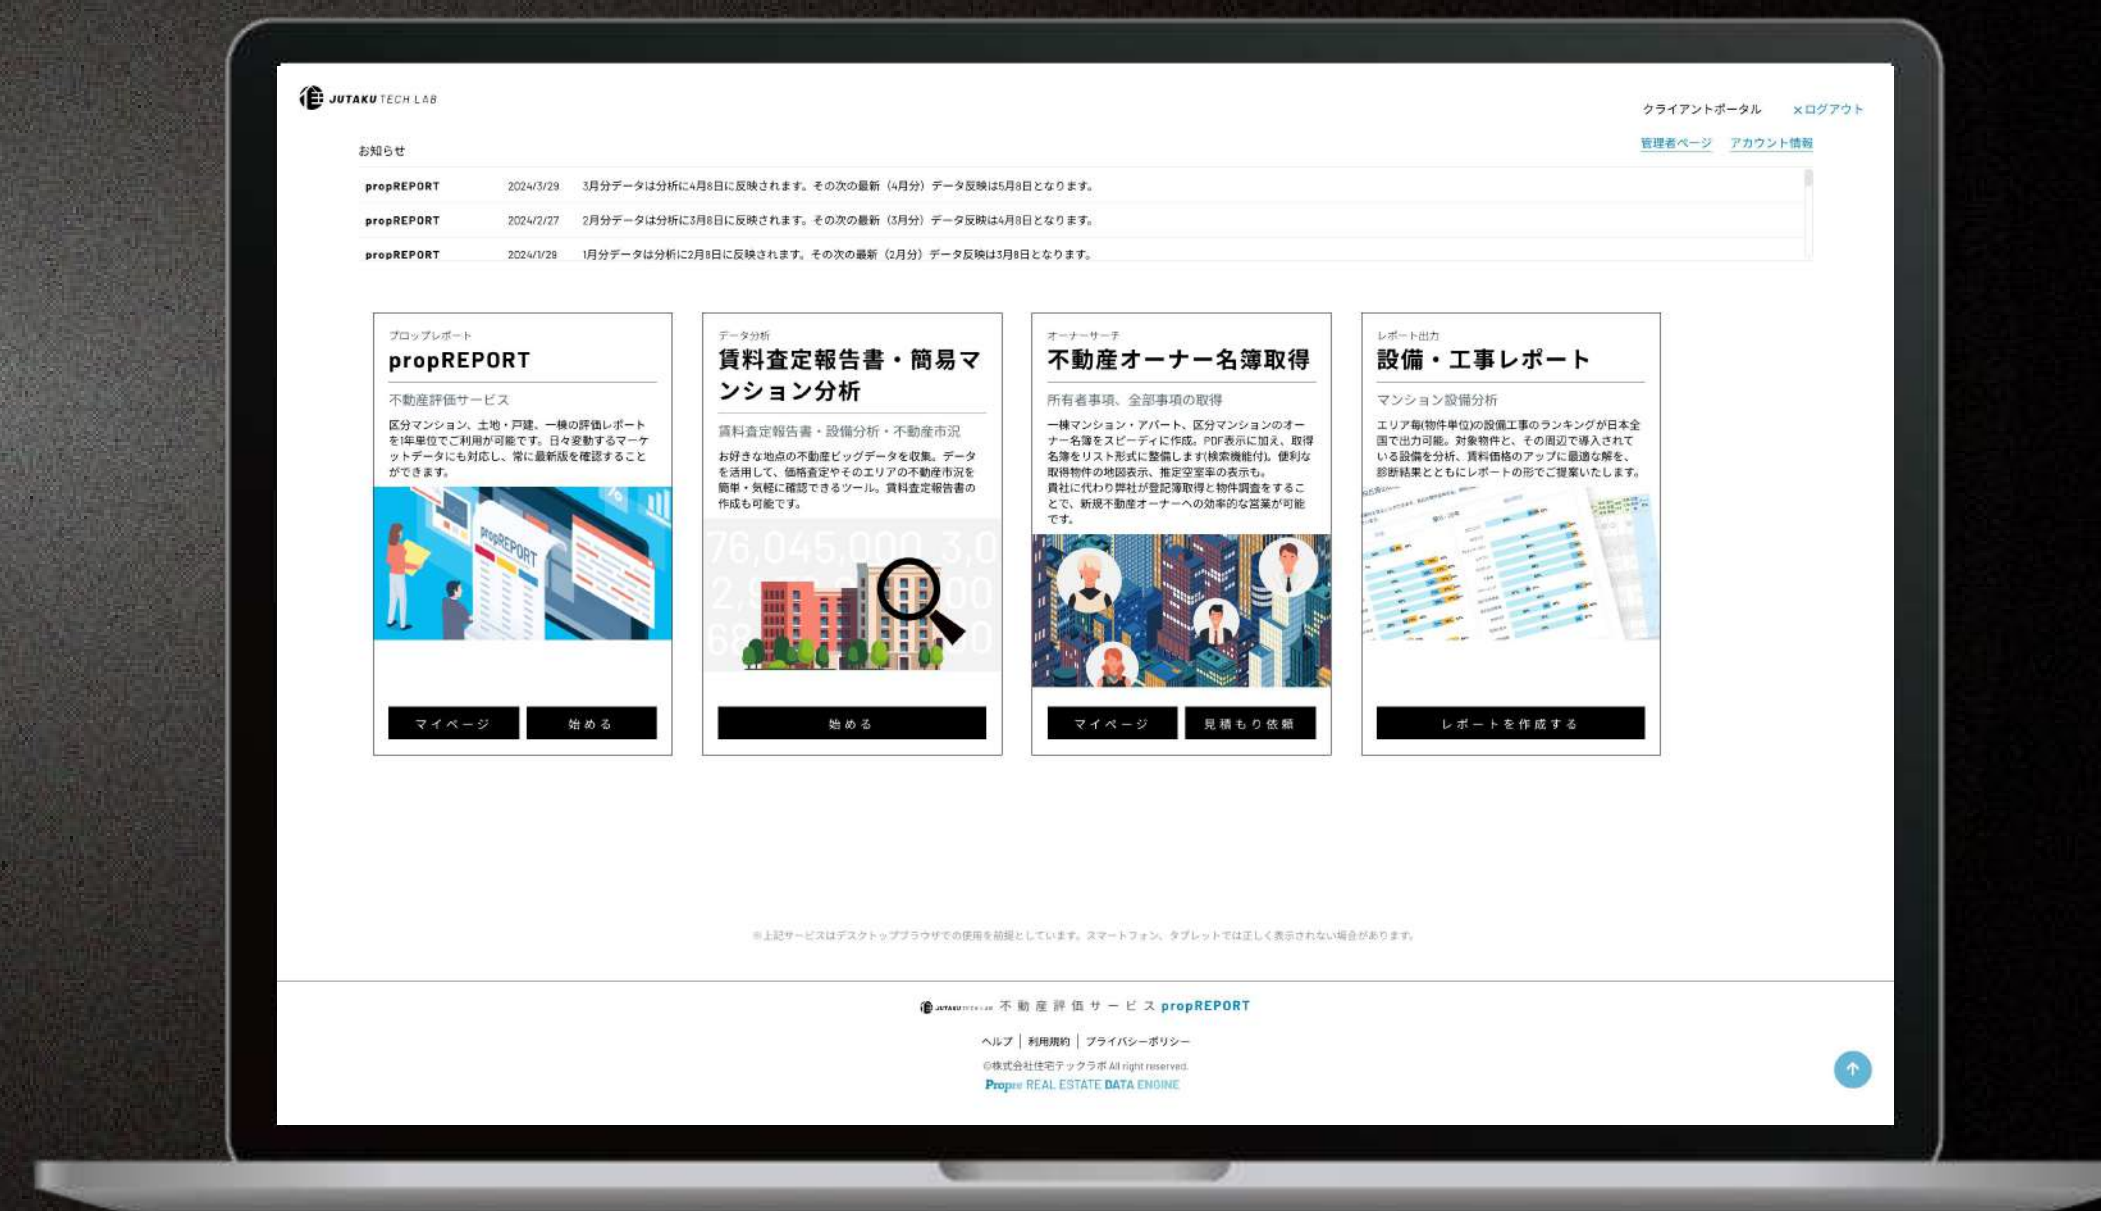 JUTAKU TECH LAB
クライアントポータル ×ログアウト
管理者ページ アカウント情報
お知らせ
propREPORT 2024/3/29 3月分データは分析に4月8日に反映されます。その次の最新（4月分）データ反映は5月8日となります。
propREPORT 2024/2/27 2月分データは分析に3月8日に反映されます。その次の最新（3月分）データ反映は4月8日となります。
propREPORT 2024/1/29 1月分データは分析に2月8日に反映されます。その次の最新（2月分）データ反映は3月8日となります。
プロップレポート
propREPORT
不動産評価サービス
区分マンション、土地・戸建、一棟の評価レポート
を1年単位でご利用が可能です。日々変動するマーケ
ットデータにも対応し、常に最新版を確認すること
ができます。
propREPORT
マイページ 始める
データ分析
賃料査定報告書・簡易マ
ンション分析
賃料査定報告書・設備分析・不動産市況
お好きな地点の不動産ビッグデータを収集。データ
を活用して、価格査定やそのエリアの不動産市況を
簡単・気軽に確認できるツール。賃料査定報告書の
作成も可能です。
始める
オーナーサーチ
不動産オーナー名簿取得
所有者事項、全部事項の取得
一棟マンション・アパート、区分マンションのオー
ナー名簿をスピーディに作成。PDF表示に加え、取得
名簿をリスト形式に整備します(検索機能付)。便利な
取得物件の地図表示、推定空室率の表示も。
貴社に代わり弊社が登記簿取得と物件調査をするこ
とで、新規不動産オーナーへの効率的な営業が可能
です。
マイページ 見積もり依頼
レポート出力
設備・工事レポート
マンション設備分析
エリア毎(物件単位)の設備工事のランキングが日本全
国で出力可能。対象物件と、その周辺で導入されて
いる設備を分析、賃料価格のアップに最適な解を、
診断結果とともにレポートの形でご提案いたします。
レポートを作成する
※上記サービスはデスクトップブラウザでの使用を前提としています。スマートフォン、タブレットでは正しく表示されない場合があります。
JUTAKU TECH LAB 不動産評価サービス propREPORT
ヘルプ | 利用規約 | プライバシーポリシー
©株式会社住宅テックラボ All right reserved.
Propre REAL ESTATE DATA ENGINE